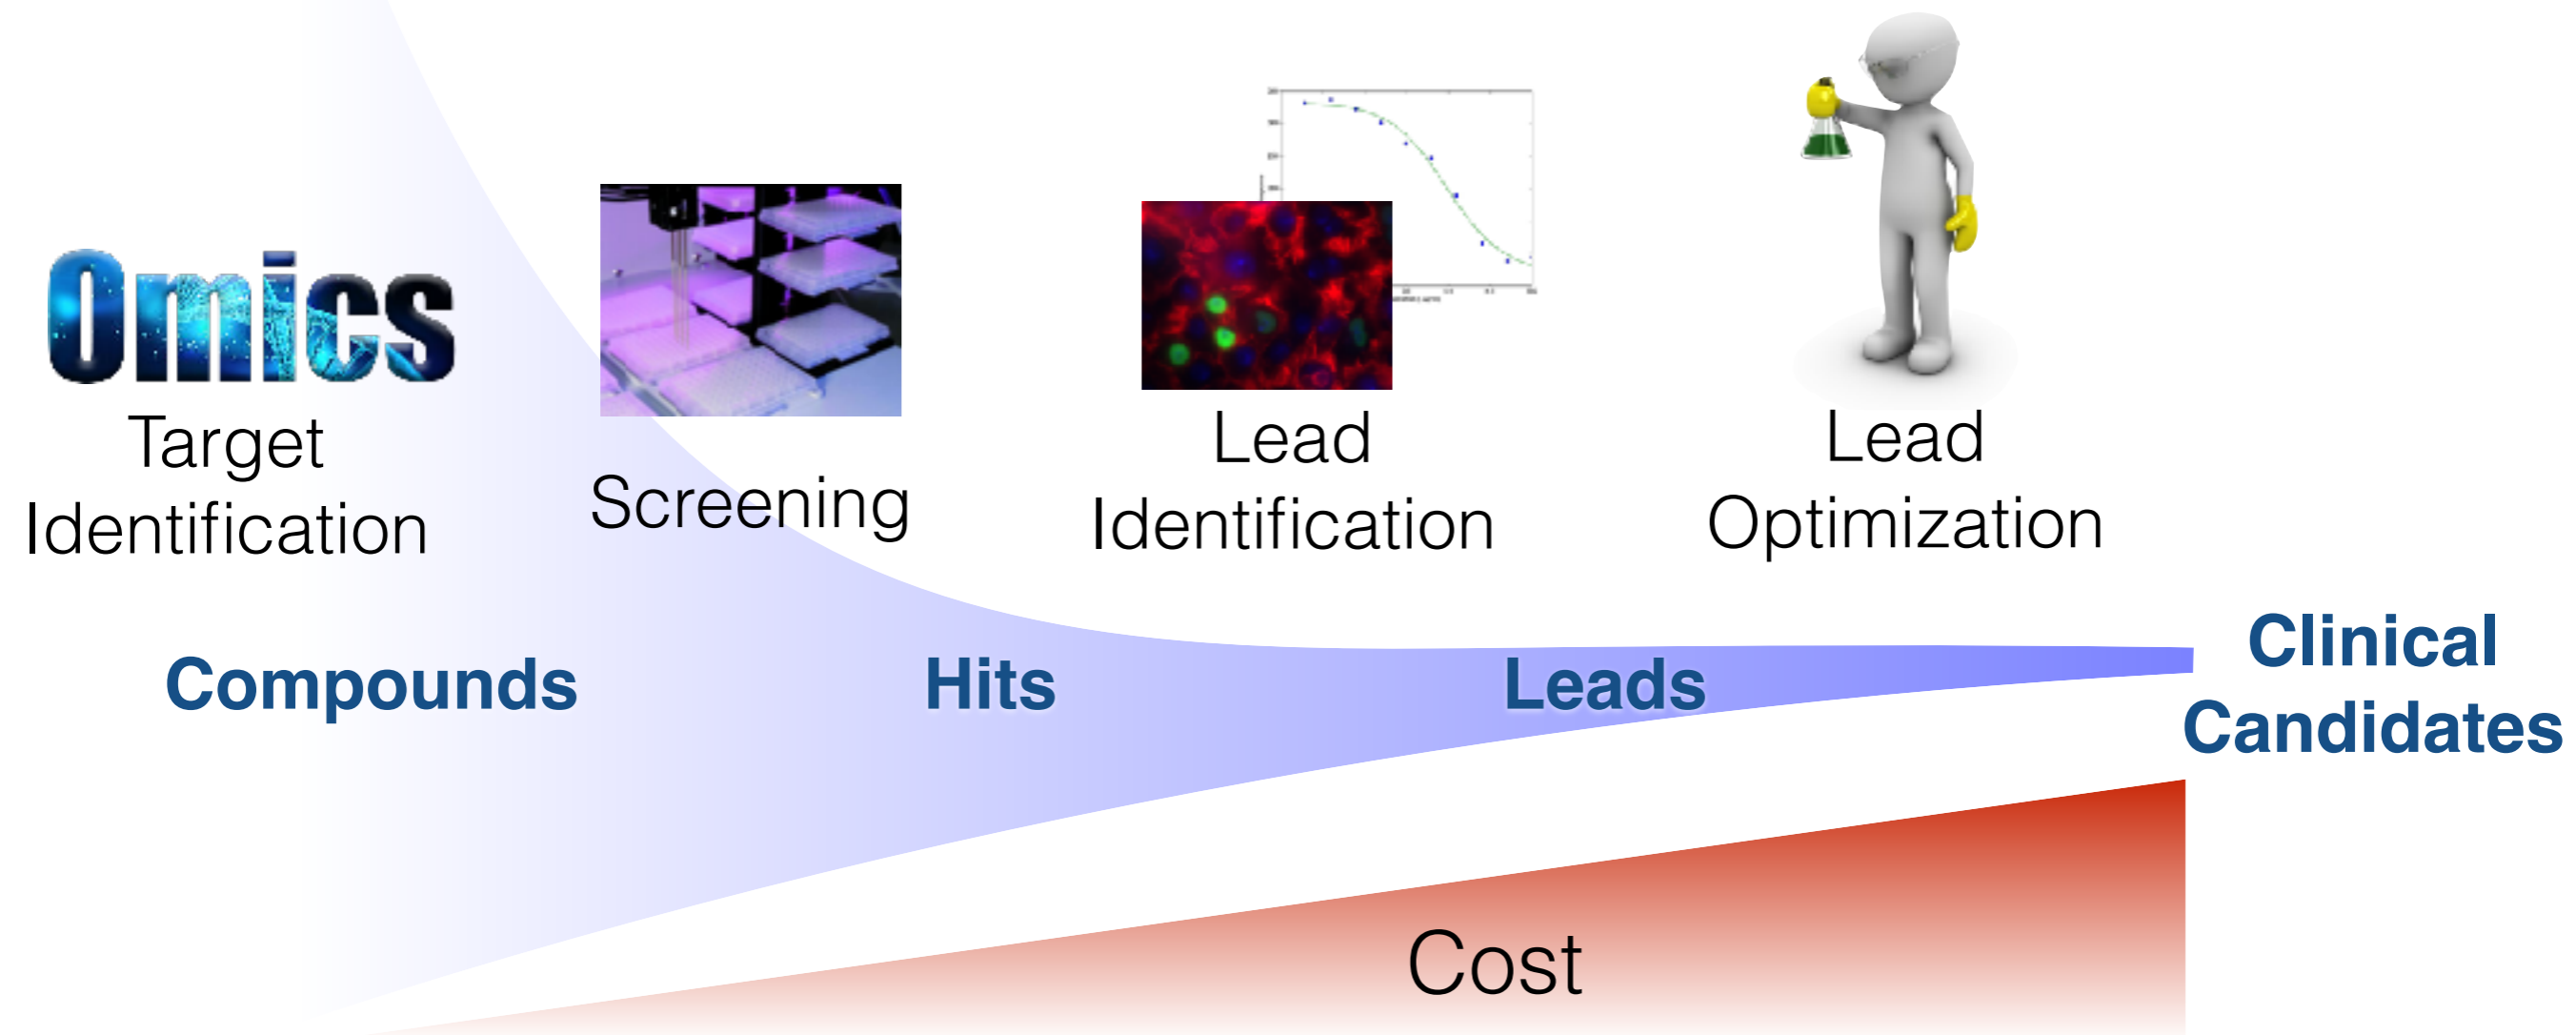 Omics
Target
Identification
Screening
Lead
Identification
Lead
Optimization
Compounds
Hits
Leads
Clinical
Candidates
Cost